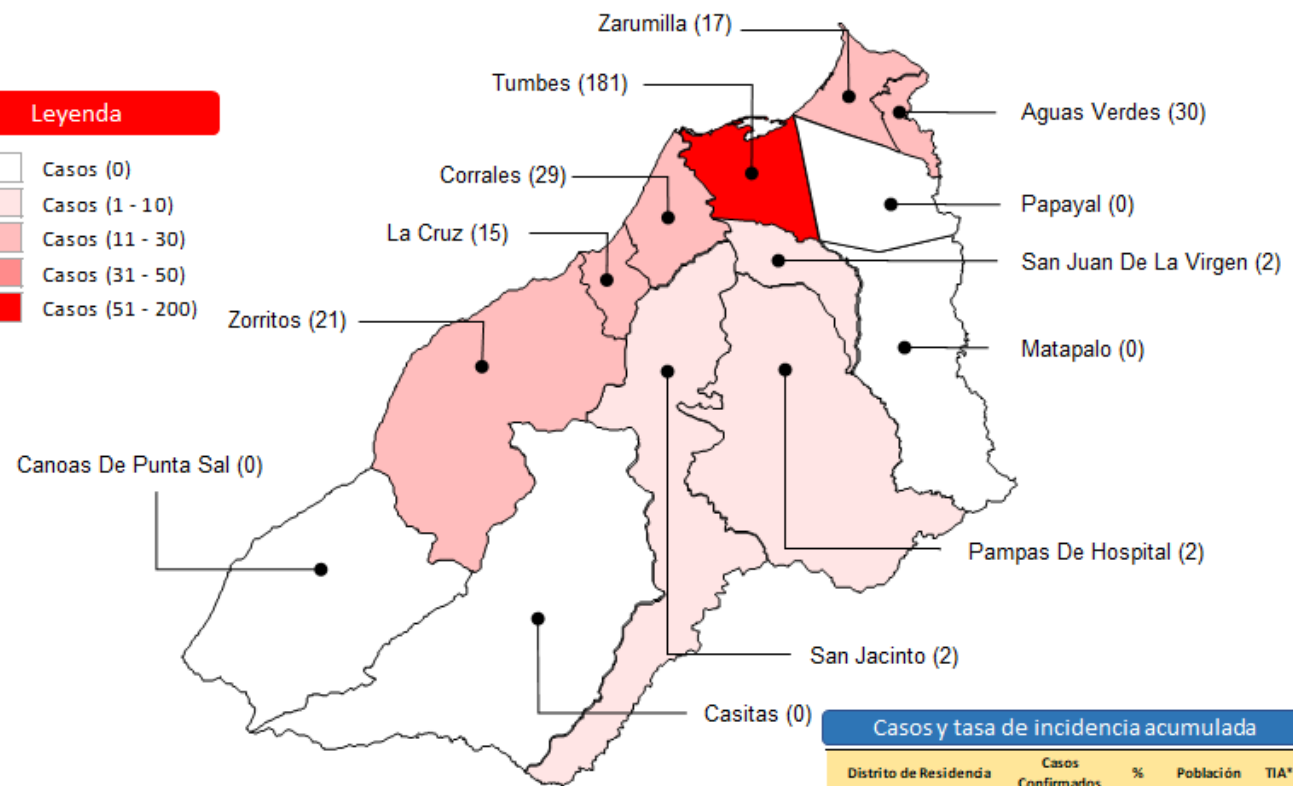 Zarumilla (17)
Tumbes (181)
Leyenda
Aguas Verdes (30)
Casos (0)
Corrales (29)
Casos (1 - 10)
Papayal (0)
La Cruz (15)
Casos (11 - 30)
San Juan De La Virgen (2)
Casos (31 - 50)
Casos (51 - 200)
Zorritos (21)
Matapalo (0)
Canoas De Punta Sal (0)
Pampas De Hospital (2)
San Jacinto (2)
Casitas (0)
Casos y tasa de incidencia acumulada
Distrito de Residencia Casos Confirmados % Población TIA*